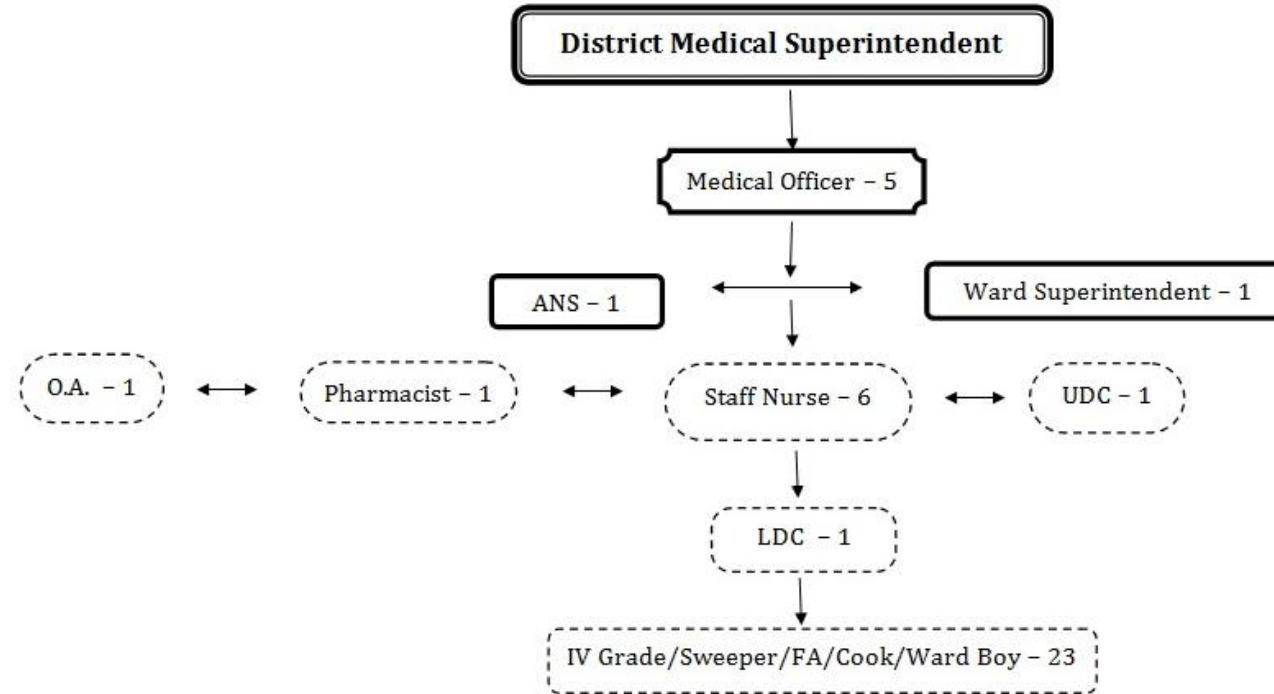 District Medical Superintendent
Medical Officer – 5
ANS – 1
Ward Superintendent – 1
O.A. – 1
Pharmacist – 1
Staff Nurse – 6
UDC – 1
LDC – 1
IV Grade/Sweeper/FA/Cook/Ward Boy – 23